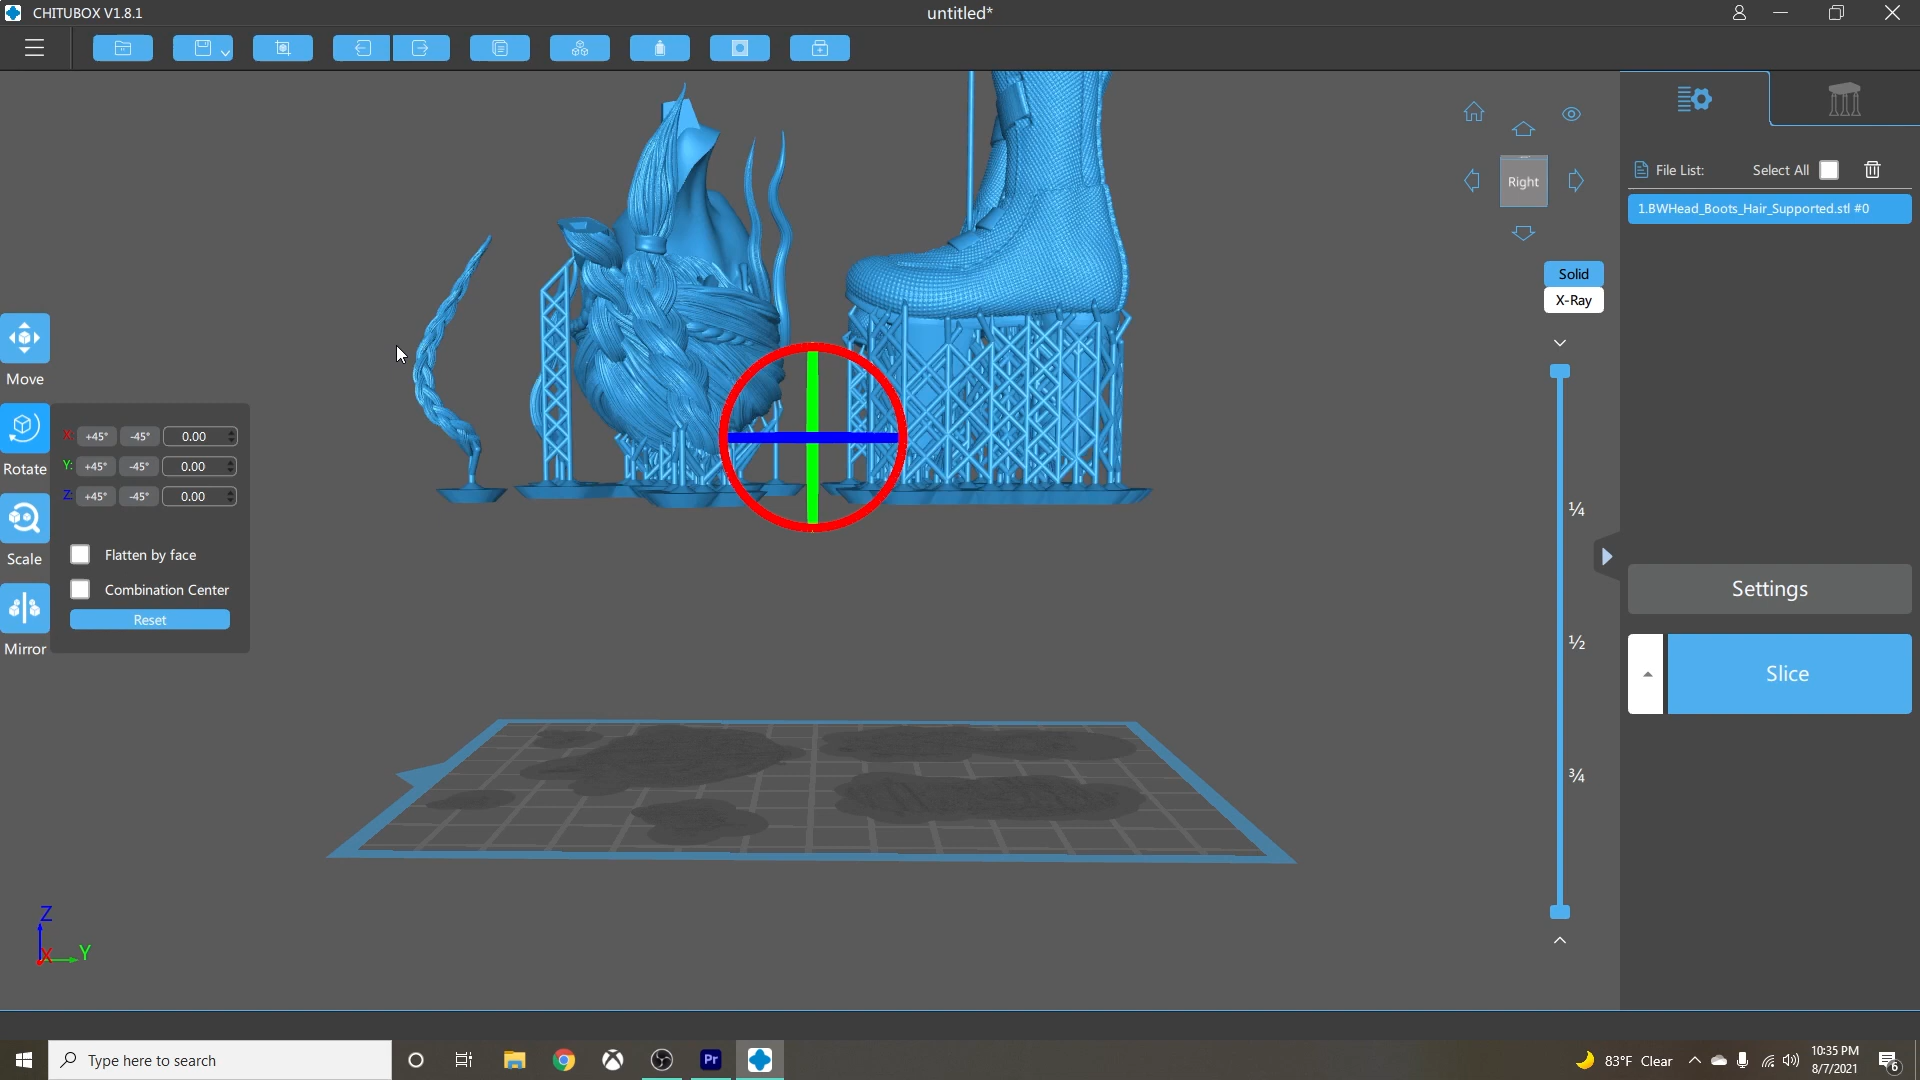 CHITUBOX V1.8.1
untitled*
Right
Solid
X-Ray
¼
½
¾
File List:
Select All
1.BWHead_Boots_Hair_Supported.stl #0
Settings
Slice
Move
Rotate
Scale
Mirror
X: +45° -45° 0.00
Y: +45° -45° 0.00
Z: +45° -45° 0.00
Flatten by face
Combination Center
Reset
Z
X
Y
Type here to search
Pr
83°F Clear
10:35 PM
8/7/2021
6